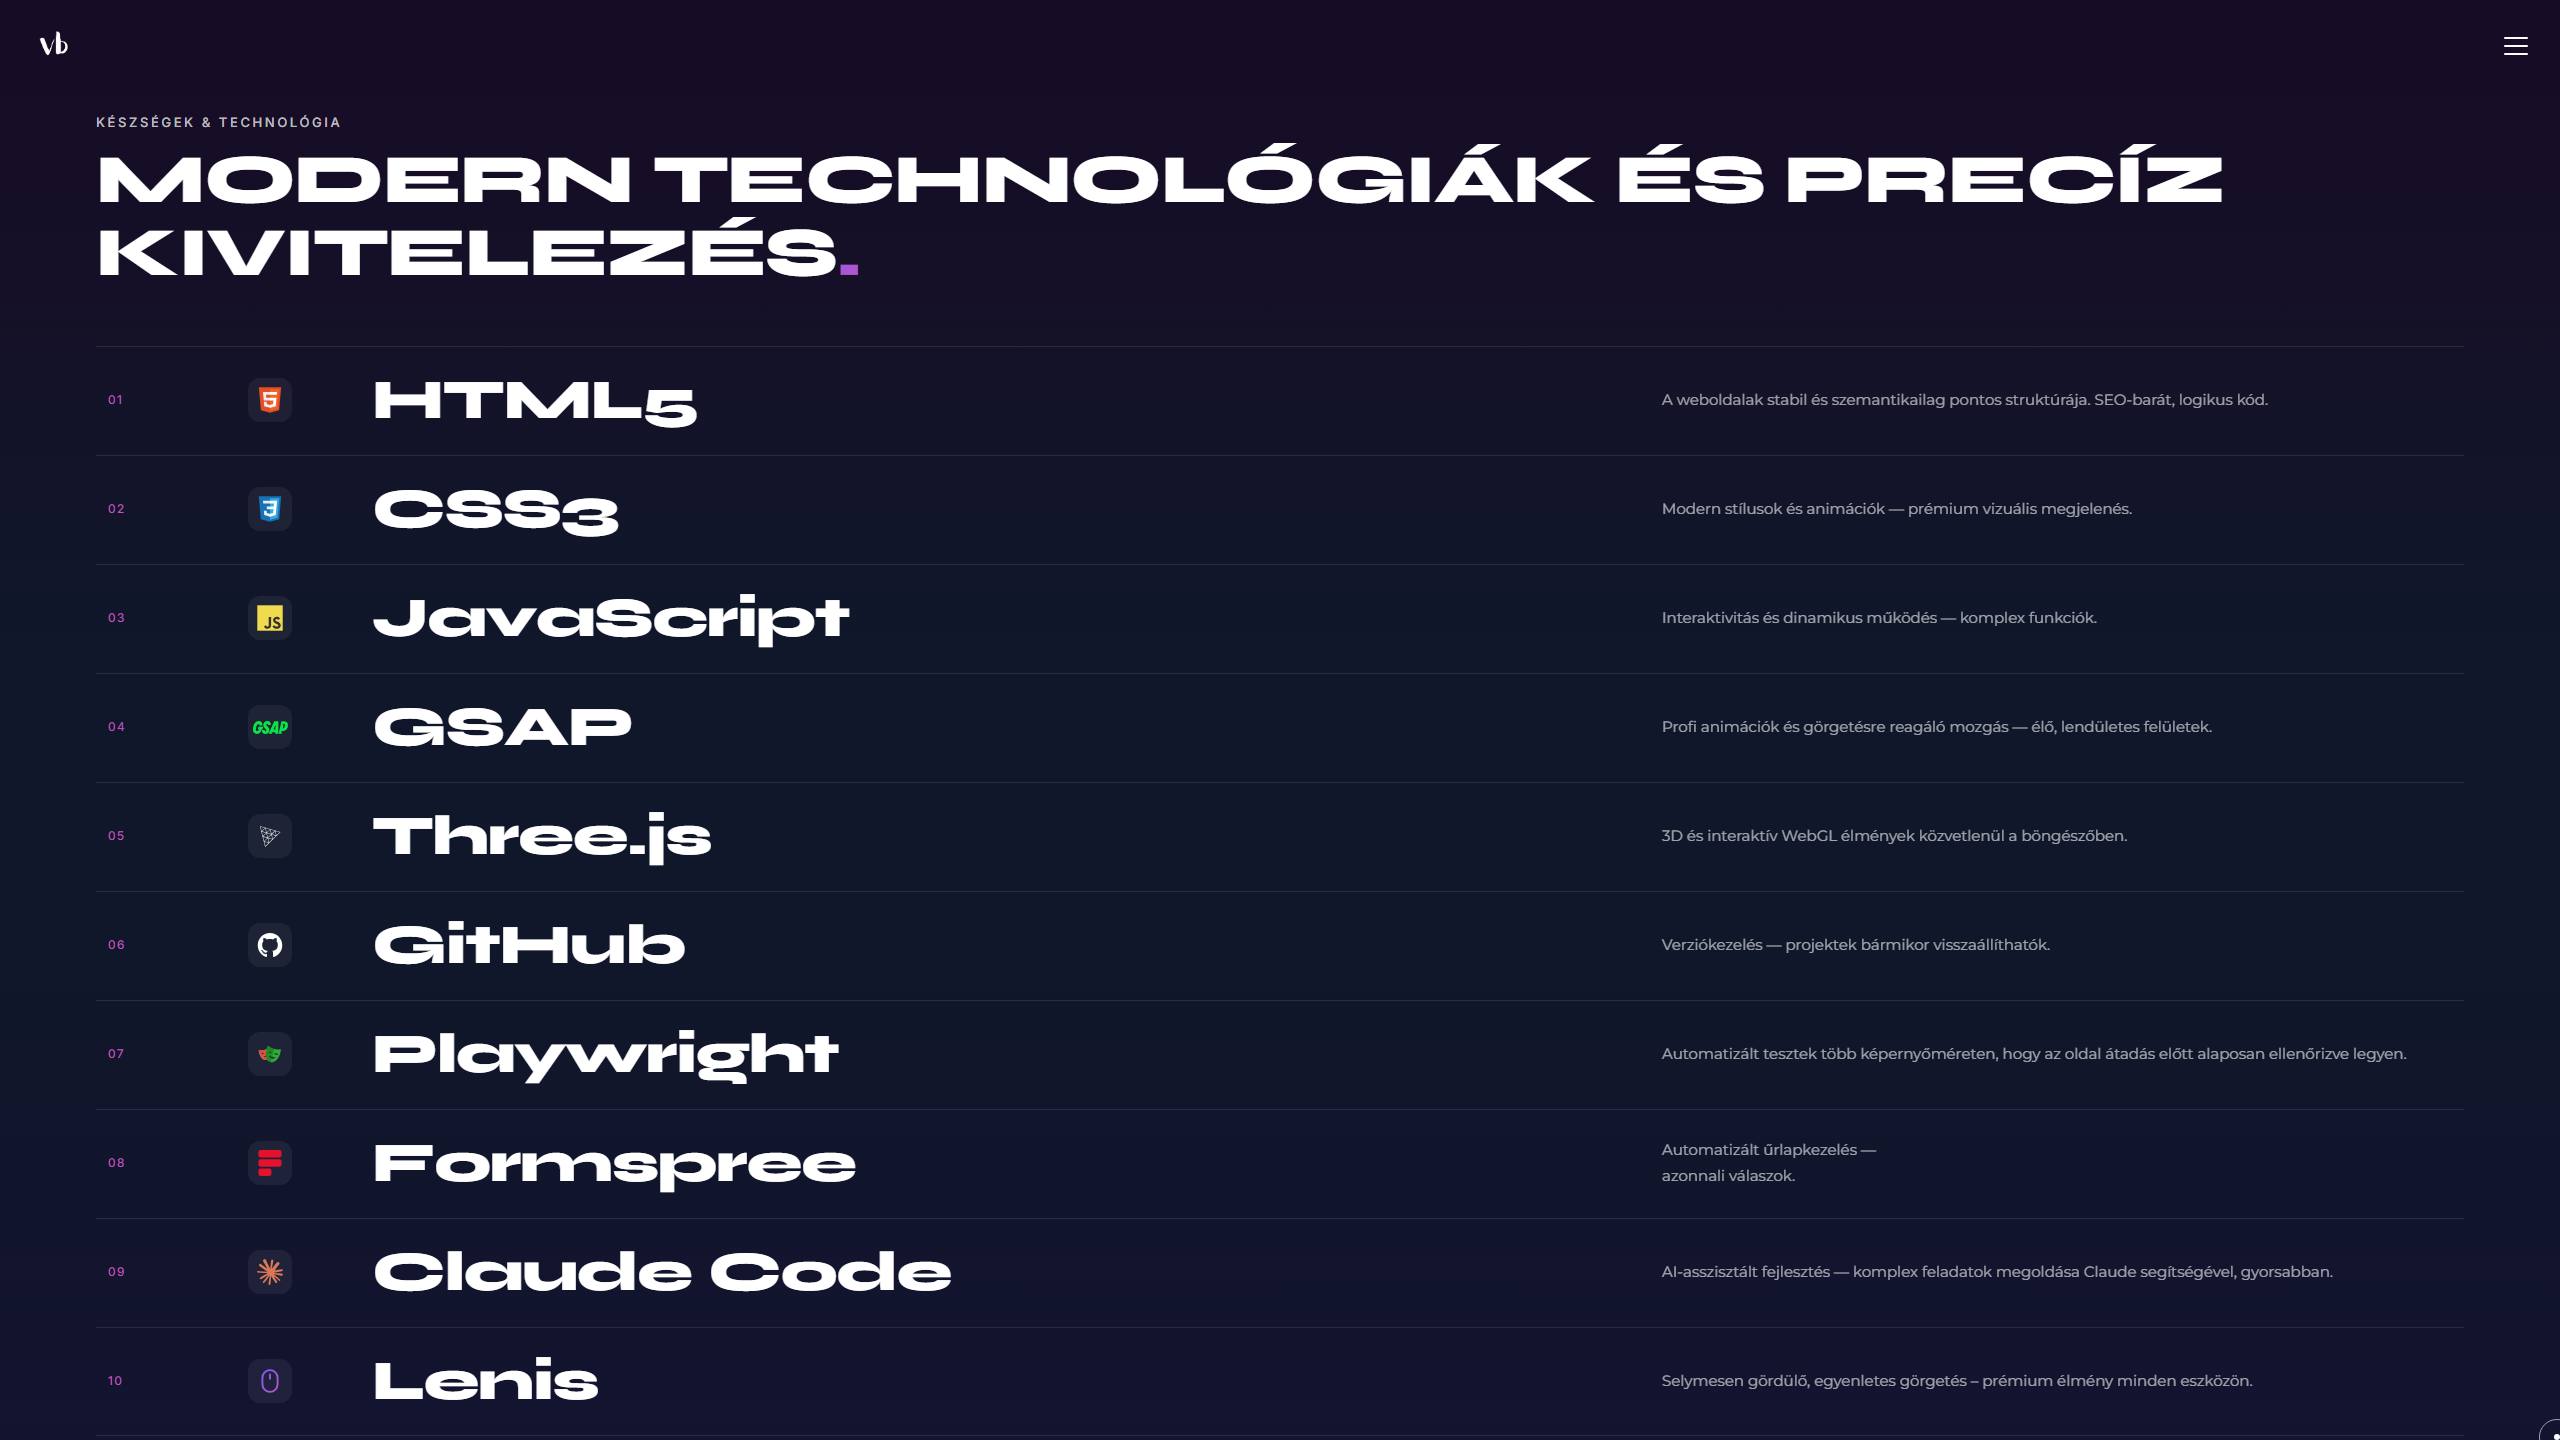 vb
KÉSZSÉGEK & TECHNOLÓGIA
MODERN TECHNOLÓGIÁK ÉS PRECÍZ
KIVITELEZÉS.
01 5 HTML5 A weboldalak stabil és szemantikailag pontos struktúrája. SEO-barát, logikus kód.
02 3 CSS3 Modern stílusok és animációk — prémium vizuális megjelenés.
03 JS JavaScript Interaktivitás és dinamikus működés — komplex funkciók.
04 GSAP GSAP Profi animációk és görgetésre reagáló mozgás — élő, lendületes felületek.
05 Three.js 3D és interaktív WebGL élmények közvetlenül a böngészőben.
06 GitHub Verziókezelés — projektek bármikor visszaállíthatók.
07 Playwright Automatizált tesztek több képernyőméreten, hogy az oldal átadás előtt alaposan ellenőrizve legyen.
08 Formspree Automatizált űrlapkezelés —
azonnali válaszok.
09 Claude Code AI-asszisztált fejlesztés — komplex feladatok megoldása Claude segítségével, gyorsabban.
10 Lenis Selymesen gördülő, egyenletes görgetés – prémium élmény minden eszközön.